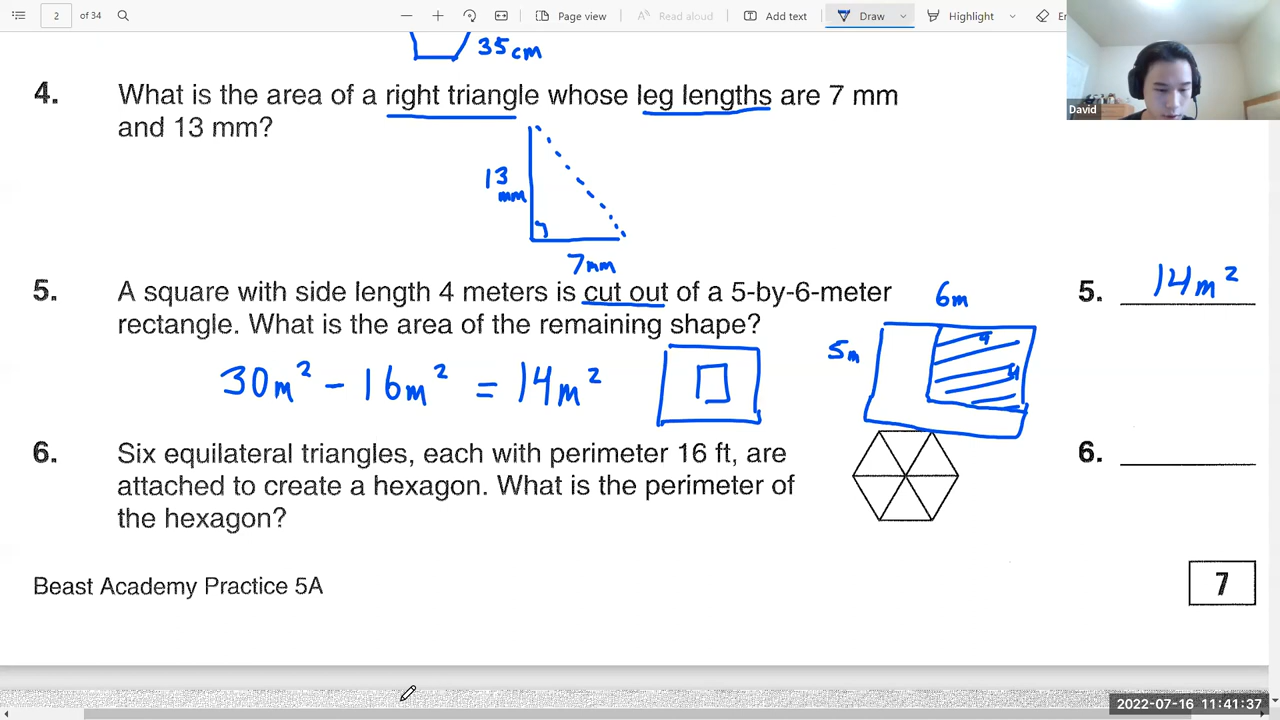 2 of 34 Page view Read aloud Add text Draw Highlight
David
35cm
4. What is the area of a right triangle whose leg lengths are 7 mm
and 13 mm?
13
mm
7mm
5. A square with side length 4 meters is cut out of a 5-by-6-meter
rectangle. What is the area of the remaining shape?
6m
5m
5. 14m²
30m² - 16m² = 14m²
6. Six equilateral triangles, each with perimeter 16 ft, are
attached to create a hexagon. What is the perimeter of
the hexagon?
6.
Beast Academy Practice 5A
7
2022-07-16 11:41:37